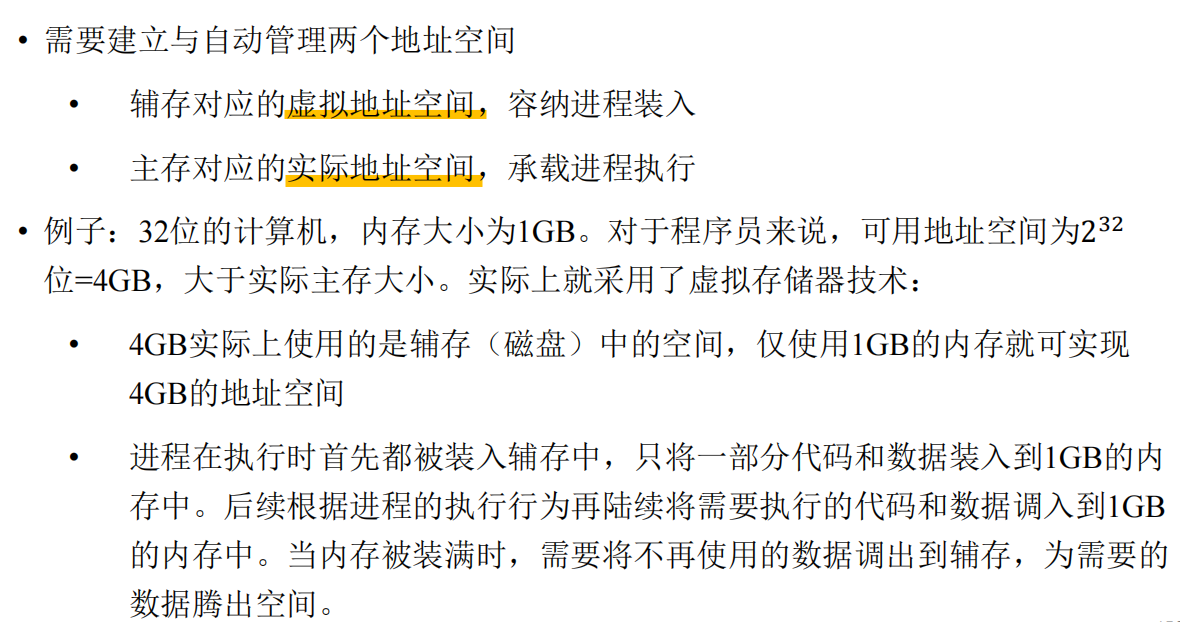 • 需要建立与自动管理两个地址空间
• 辅存对应的虚拟地址空间，容纳进程装入
• 主存对应的实际地址空间，承载进程执行
• 例子：32位的计算机，内存大小为1GB。对于程序员来说，可用地址空间为2³²
位=4GB，大于实际主存大小。实际上就采用了虚拟存储器技术：
• 4GB实际上使用的是辅存（磁盘）中的空间，仅使用1GB的内存就可实现
4GB的地址空间
• 进程在执行时首先都被装入辅存中，只将一部分代码和数据装入到1GB的内
存中。后续根据进程的执行行为再陆续将需要执行的代码和数据调入到1GB
的内存中。当内存被装满时，需要将不再使用的数据调出到辅存，为需要的
数据腾出空间。